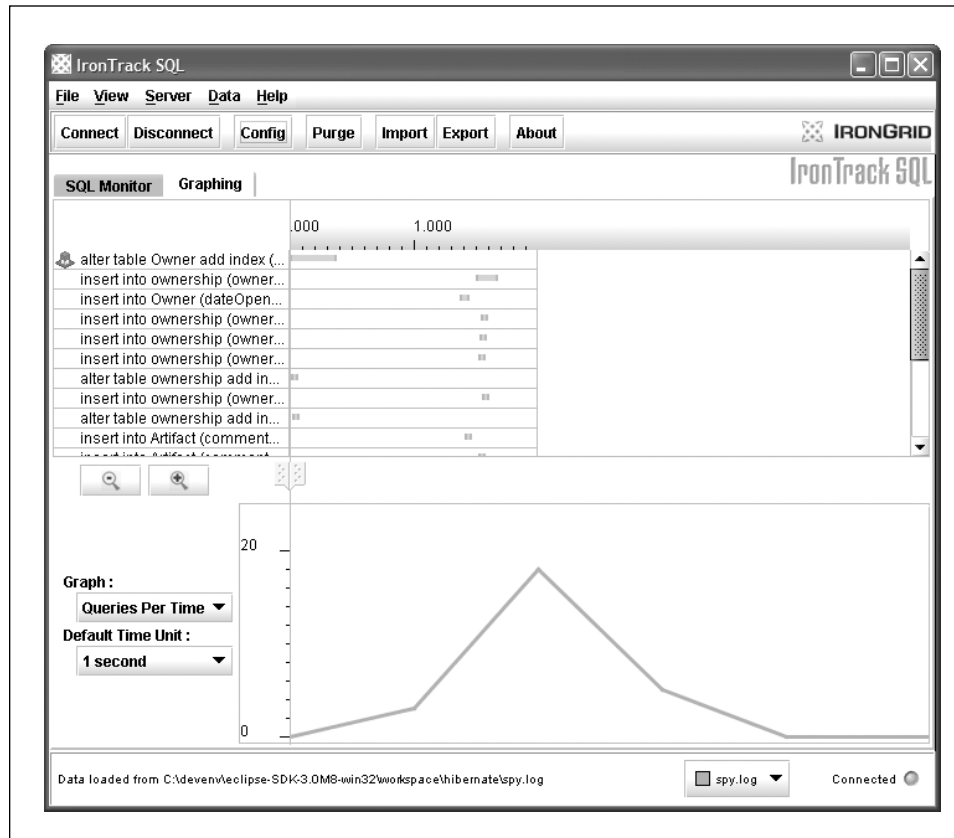 IronTrack SQL
File View Server Data Help
Connect Disconnect Config Purge Import Export About IRONGRID
IronTrack SQL
SQL Monitor Graphing
.000 1.000
alter table Owner add index (...
insert into ownership (owner...
insert into Owner (dateOpen...
insert into ownership (owner...
insert into ownership (owner...
insert into ownership (owner...
alter table ownership add in...
insert into ownership (owner...
alter table ownership add in...
insert into Artifact (comment...
20
Graph :
Queries Per Time
Default Time Unit :
1 second
0
Data loaded from C:\devenv\eclipse-SDK-3.0M8-win32\workspace\hibernate\spy.log spy.log Connected